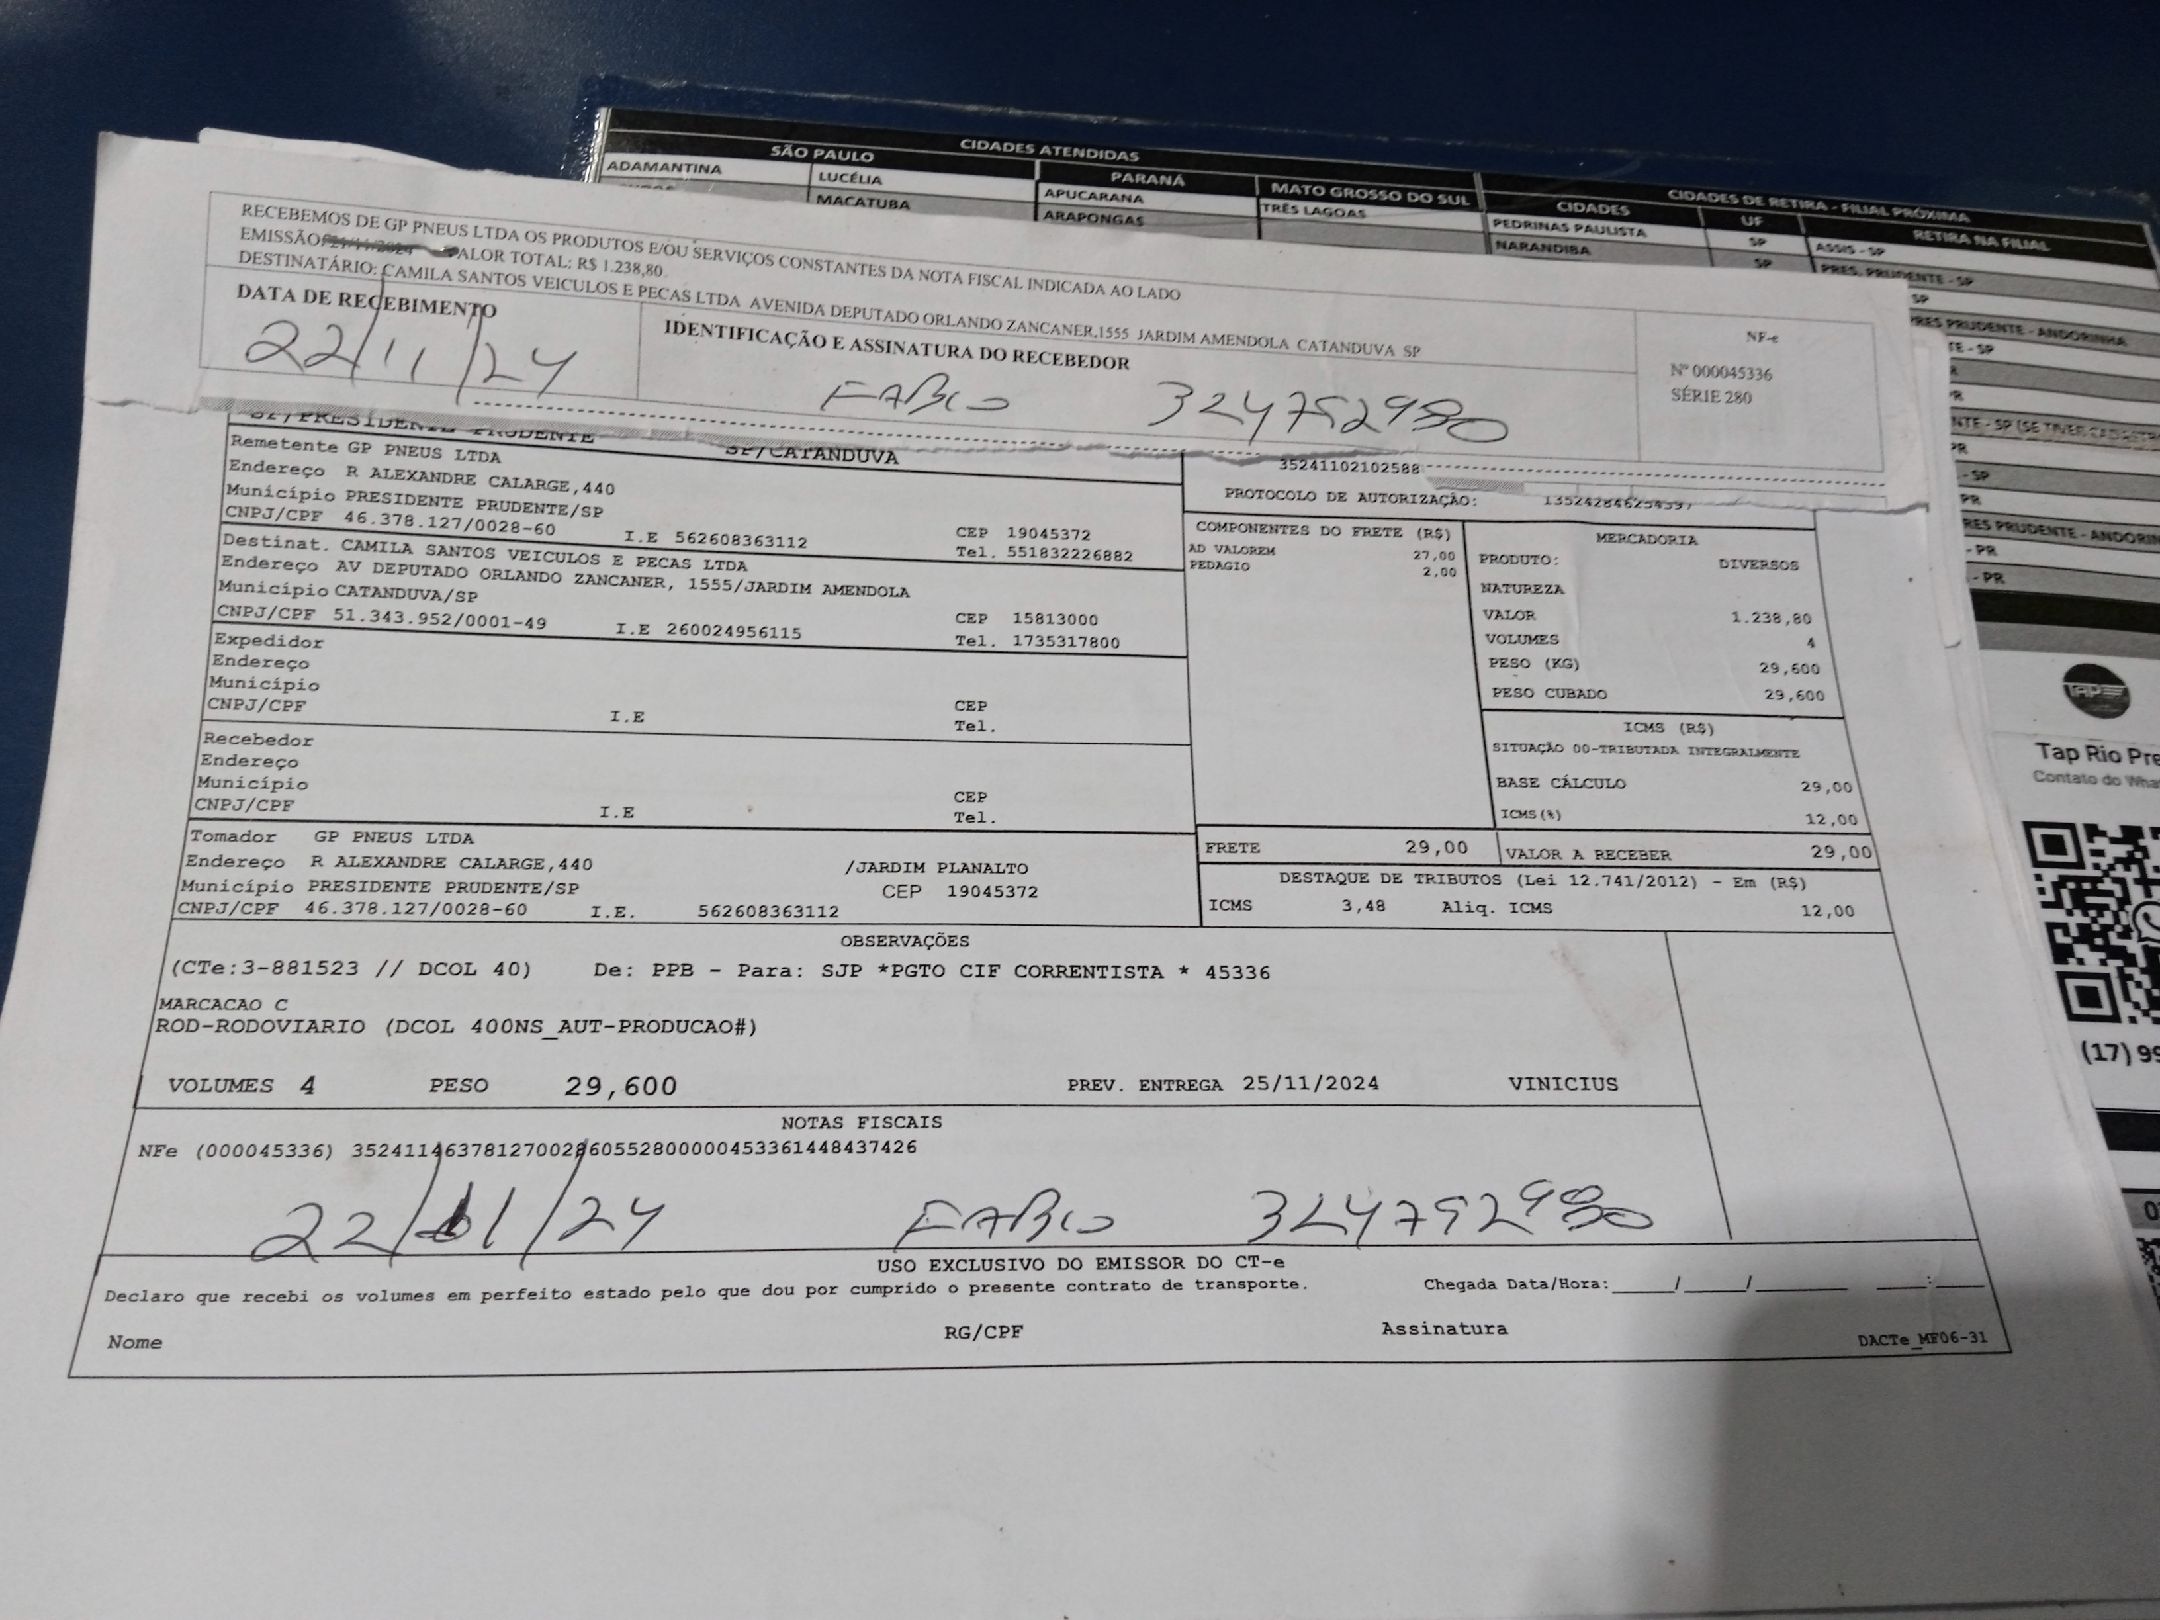 CIDADES ATENDIDAS
SÃO PAULO PARANÁ MATO GROSSO DO SUL CIDADES DE RETIRA - FILIAL PRÓXIMA
ADAMANTINA LUCÉLIA APUCARANA TRÊS LAGOAS CIDADES UF RETIRA NA FILIAL
MACATUBA ARAPONGAS PEDRINAS PAULISTA SP ASSIS - SP
NARANDIBA SP PRES. PRUDENTE - SP
RECEBEMOS DE GP PNEUS LTDA OS PRODUTOS E/OU SERVIÇOS CONSTANTES DA NOTA FISCAL INDICADA AO LADO
EMISSÃO: VALOR TOTAL: R$ 1.238,80
DESTINATÁRIO: CAMILA SANTOS VEICULOS E PECAS LTDA AVENIDA DEPUTADO ORLANDO ZANCANER,1555 JARDIM AMENDOLA CATANDUVA SP
DATA DE RECEBIMENTO
IDENTIFICAÇÃO E ASSINATURA DO RECEBEDOR
NF-e
Nº 000045336
SÉRIE 280
22/11/24 FABIO
SP/PRESIDENTE PRUDENTE SP/CATANDUVA
35241102102588
PROTOCOLO DE AUTORIZAÇÃO:
Remetente GP PNEUS LTDA
Endereço R ALEXANDRE CALARGE,440
Município PRESIDENTE PRUDENTE/SP
CNPJ/CPF 46.378.127/0028-60 I.E 562608363112 CEP 19045372
Tel. 551832226882
Destinat. CAMILA SANTOS VEICULOS E PECAS LTDA
Endereço AV DEPUTADO ORLANDO ZANCANER, 1555/JARDIM AMENDOLA
Município CATANDUVA/SP
CNPJ/CPF 51.343.952/0001-49 I.E 260024956115 CEP 15813000
Tel. 1735317800
Expedidor
Endereço
Município
CNPJ/CPF I.E CEP
Tel.
Recebedor
Endereço
Município
CNPJ/CPF I.E CEP
Tel.
Tomador GP PNEUS LTDA
Endereço R ALEXANDRE CALARGE,440 /JARDIM PLANALTO
Município PRESIDENTE PRUDENTE/SP CEP 19045372
CNPJ/CPF 46.378.127/0028-60 I.E. 562608363112
COMPONENTES DO FRETE (R$)
AD VALOREM 27,00
PEDAGIO 2,00
MERCADORIA
PRODUTO: DIVERSOS
NATUREZA
VALOR 1.238,80
VOLUMES 4
PESO (KG) 29,600
PESO CUBADO 29,600
ICMS (R$)
SITUAÇÃO 00-TRIBUTADA INTEGRALMENTE
BASE CÁLCULO 29,00
ICMS(%) 12,00
FRETE 29,00 VALOR A RECEBER 29,00
DESTAQUE DE TRIBUTOS (Lei 12.741/2012) - Em (R$)
ICMS 3,48 Aliq. ICMS 12,00
OBSERVAÇÕES
(CTe:3-881523 // DCOL 40) De: PPB - Para: SJP *PGTO CIF CORRENTISTA * 45336
MARCACAO C
ROD-RODOVIARIO (DCOL 400NS_AUT-PRODUCAO#)
VOLUMES 4 PESO 29,600 PREV. ENTREGA 25/11/2024 VINICIUS
NOTAS FISCAIS
NFe (000045336) 35241146378127002860552800000453361448437426
22/11/24 FABIO
USO EXCLUSIVO DO EMISSOR DO CT-e
Declaro que recebi os volumes em perfeito estado pelo que dou por cumprido o presente contrato de transporte. Chegada Data/Hora: / / :
Nome RG/CPF Assinatura
DACTe_MF06-31
TAP
Tap Rio Pre
Contato do Wha
(17) 99